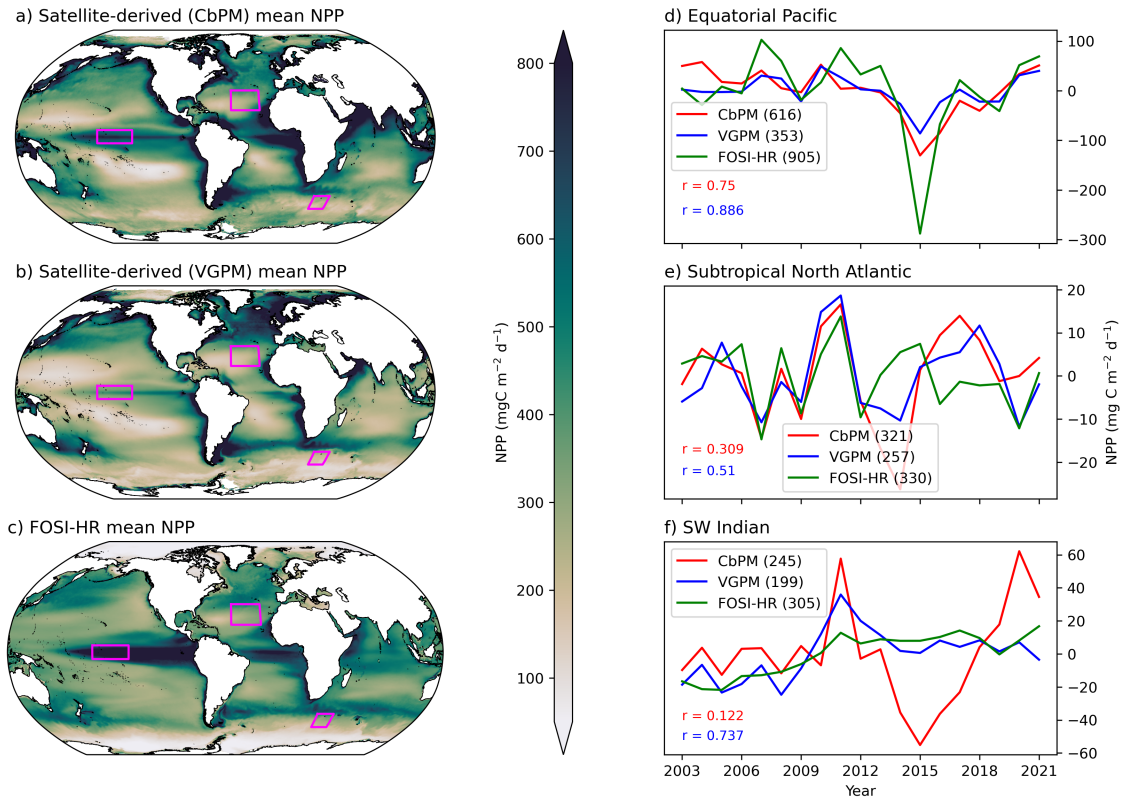 a) Satellite-derived (CbPM) mean NPP
b) Satellite-derived (VGPM) mean NPP
c) FOSI-HR mean NPP
800
700
600
500
400
300
200
100
NPP (mgC m⁻² d⁻¹)
d) Equatorial Pacific
100
0
−100
−200
−300
CbPM (616)
VGPM (353)
FOSI-HR (905)
r = 0.75
r = 0.886
e) Subtropical North Atlantic
20
10
0
−10
−20
CbPM (321)
VGPM (257)
FOSI-HR (330)
r = 0.309
r = 0.51
NPP (mg C m⁻² d⁻¹)
f) SW Indian
60
40
20
0
−20
−40
−60
CbPM (245)
VGPM (199)
FOSI-HR (305)
r = 0.122
r = 0.737
2003 2006 2009 2012 2015 2018 2021
Year